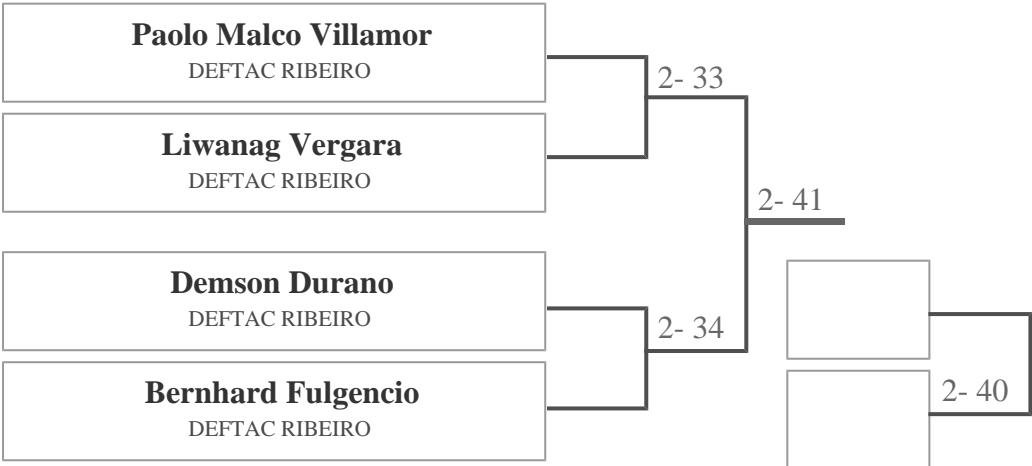 Paolo Malco Villamor
DEFTAC RIBEIRO
2- 33
Liwanag Vergara
DEFTAC RIBEIRO
2- 41
Demson Durano
DEFTAC RIBEIRO
2- 34
Bernhard Fulgencio
DEFTAC RIBEIRO
2- 40